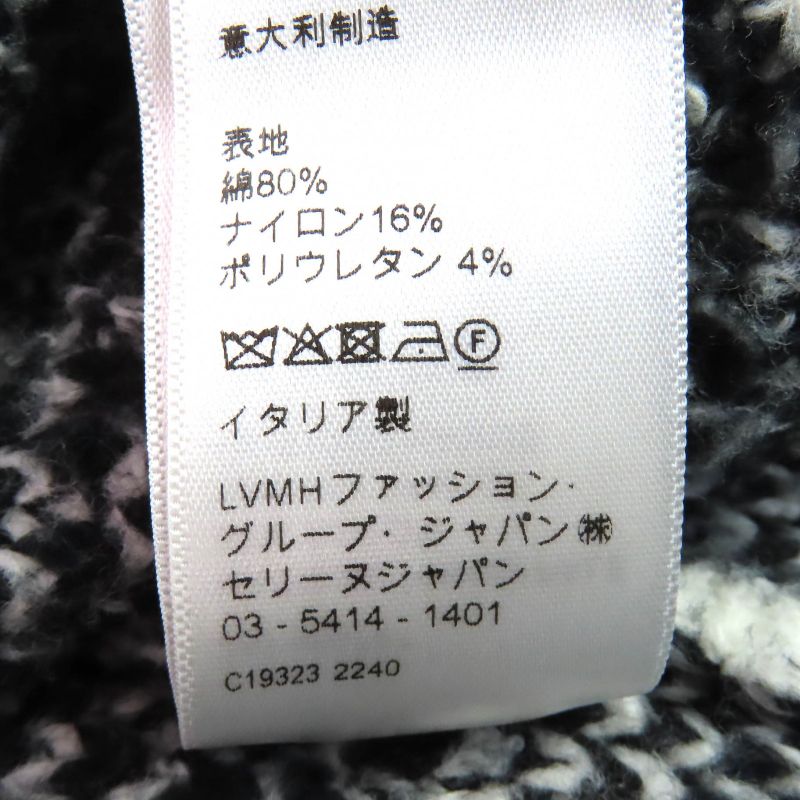 意大利制造
表地
綿80%
ナイロン16%
ポリウレタン 4%
F
イタリア製
LVMHファッション・
グループ・ジャパン㈱
セリーヌジャパン
03 - 5414 - 1401
C19323 2240